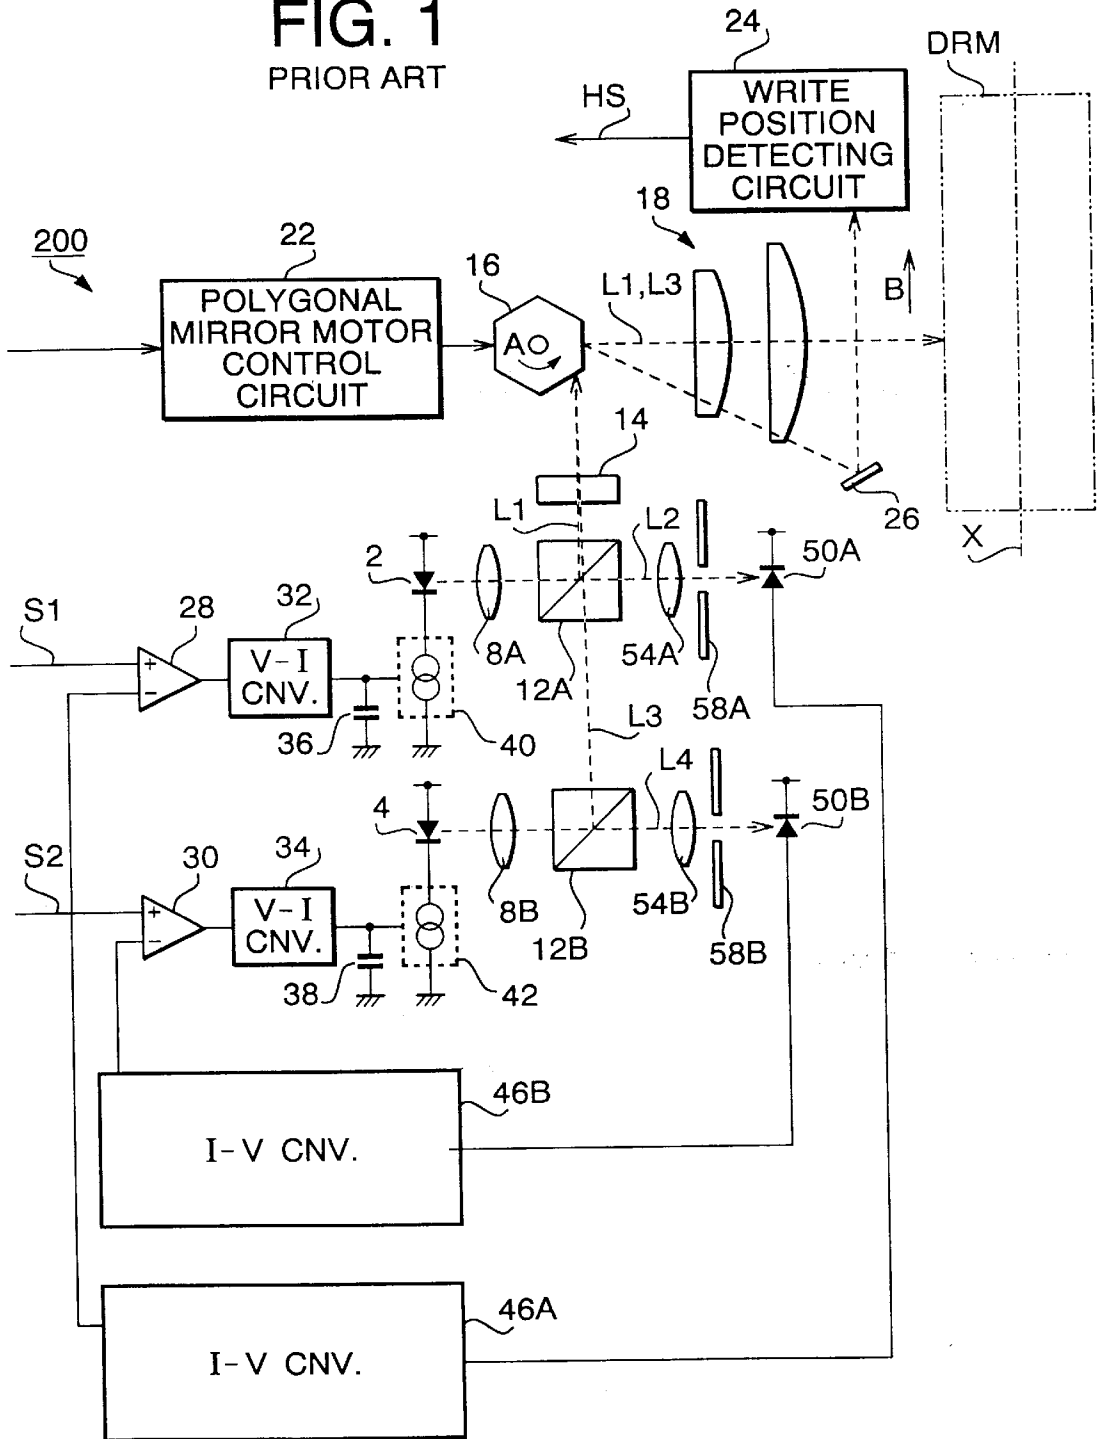 FIG. 1
PRIOR ART
24
DRM
HS
WRITE
POSITION
DETECTING
CIRCUIT
18
200
22
16
L1,L3
B
POLYGONAL
MIRROR MOTOR
CONTROL
CIRCUIT
A
14
26
X
L1
L2
2
50A
S1
28
32
8A
54A
+
V-I
CNV.
12A
58A
-
36
40
L3
L4
4
50B
S2
30
34
8B
54B
+
V-I
CNV.
12B
58B
-
38
42
46B
I-V CNV.
46A
I-V CNV.